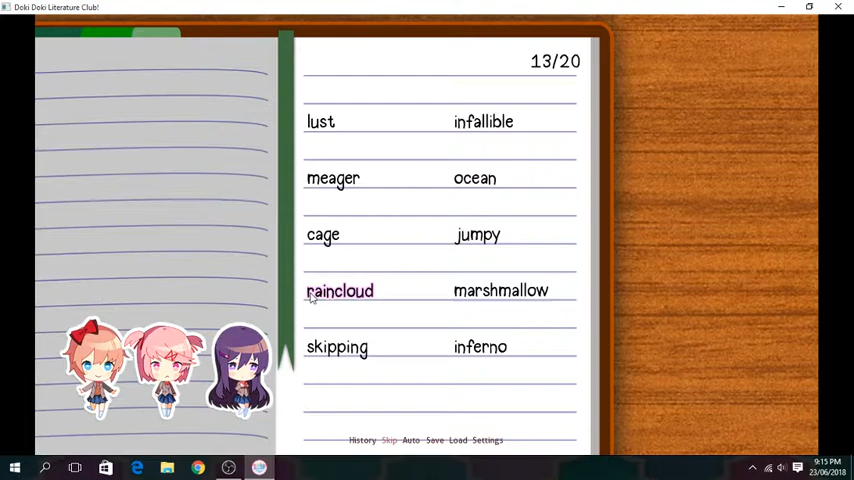 Doki Doki Literature Club!
13/20
lust infallible
meager ocean
cage jumpy
raincloud marshmallow
skipping inferno
History Skip Auto Save Load Settings
9:15 PM
23/06/2018